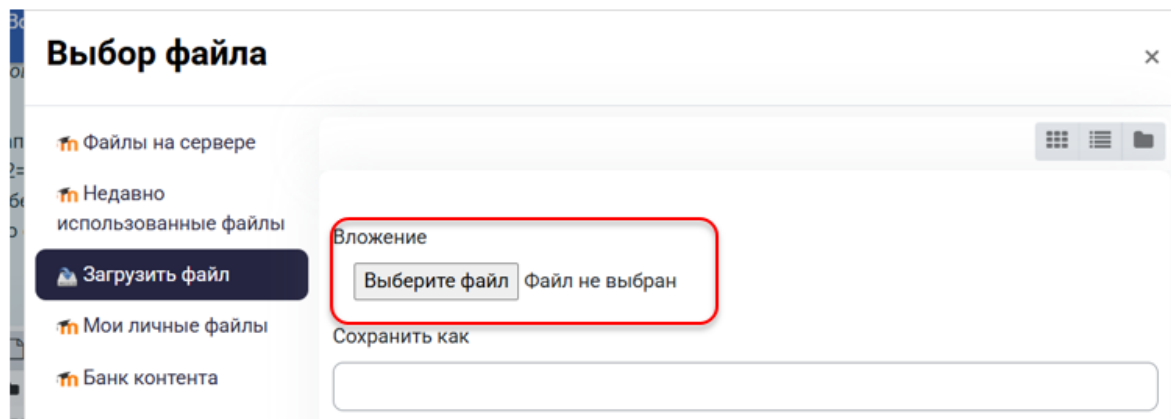 Выбор файла
×
Файлы на сервере
Недавно
использованные файлы
Загрузить файл
Мои личные файлы
Банк контента
Вложение
Выберите файл Файл не выбран
Сохранить как